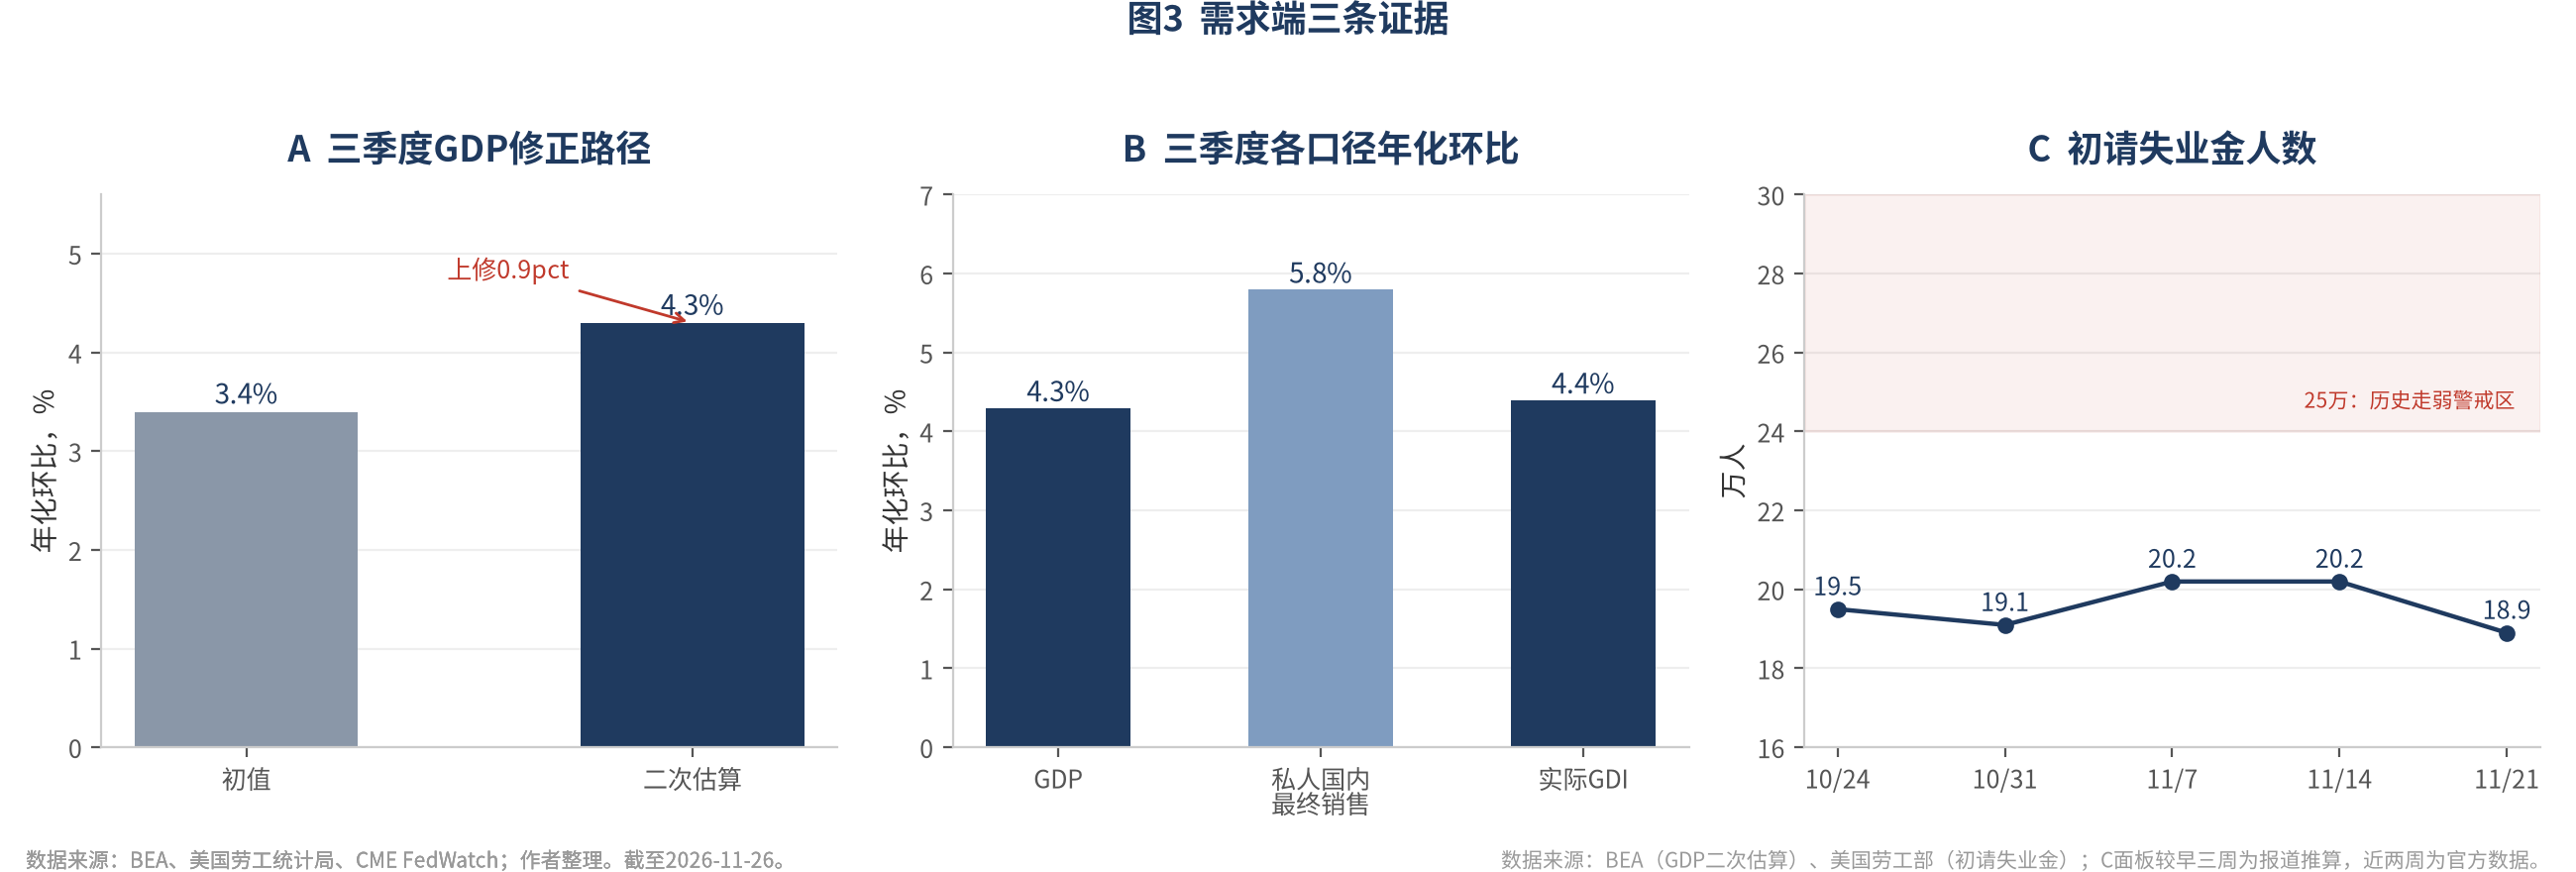 图3 需求端三条证据
A 三季度GDP修正路径
年化环比，%
5
4
3
2
1
0
上修0.9pct
3.4%
4.3%
初值
二次估算
B 三季度各口径年化环比
年化环比，%
7
6
5
4
3
2
1
0
4.3%
5.8%
4.4%
GDP
私人国内
最终销售
实际GDI
C 初请失业金人数
万人
30
28
26
24
22
20
18
16
25万：历史走弱警戒区
19.5
19.1
20.2
20.2
18.9
10/24
10/31
11/7
11/14
11/21
数据来源：BEA、美国劳工统计局、CME FedWatch；作者整理。截至2026-11-26。
数据来源：BEA（GDP二次估算）、美国劳工部（初请失业金）；C面板较早三周为报道推算，近两周为官方数据。